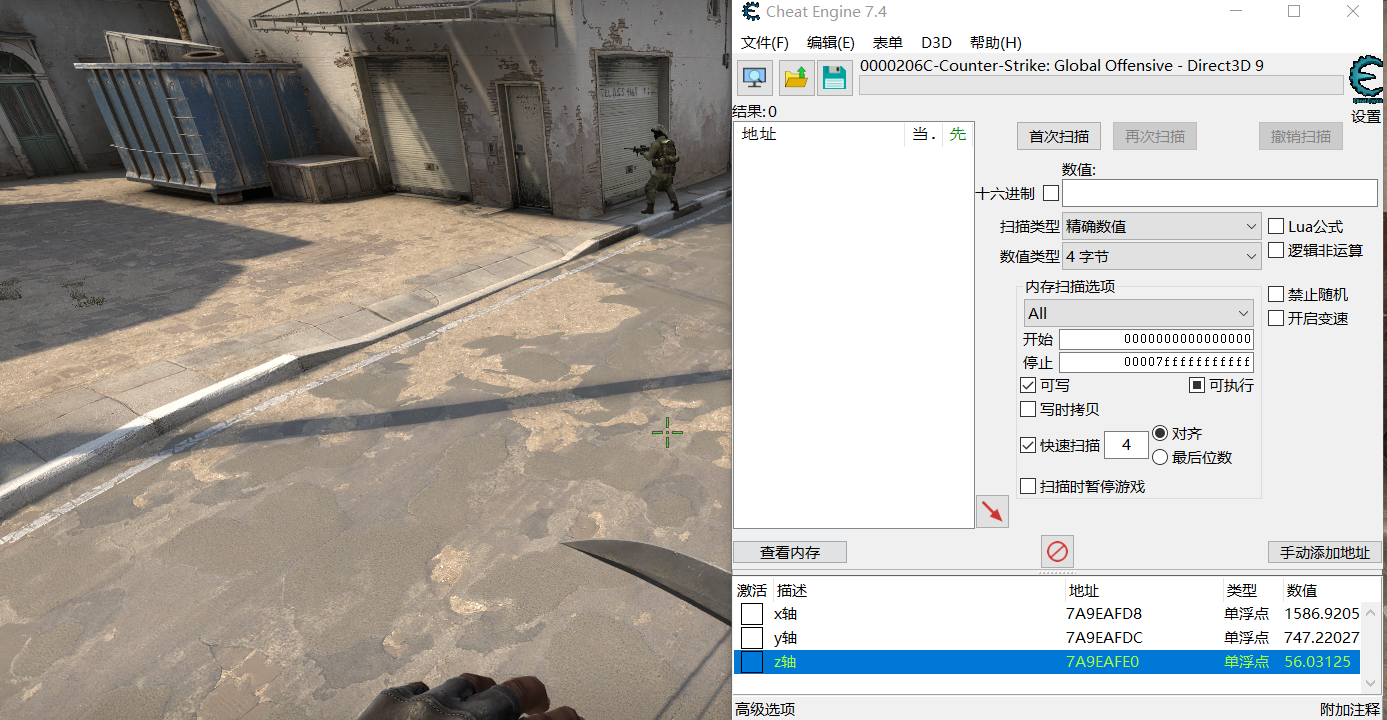 Cheat Engine 7.4
文件(F) 编辑(E) 表单 D3D 帮助(H)
0000206C-Counter-Strike: Global Offensive - Direct3D 9
设置
结果:0
地址 当. 先
首次扫描 再次扫描 撤销扫描
数值:
十六进制
扫描类型 精确数值 Lua公式
数值类型 4 字节 逻辑非运算
内存扫描选项
All
禁止随机
开启变速
开始 0000000000000000
停止 00007fffffffffff
可写 可执行
写时拷贝
快速扫描 4 对齐
最后位数
扫描时暂停游戏
查看内存 手动添加地址
激活 描述 地址 类型 数值
x轴 7A9EAFD8 单浮点 1586.9205
y轴 7A9EAFDC 单浮点 747.22027
z轴 7A9EAFE0 单浮点 56.03125
高级选项 附加注释